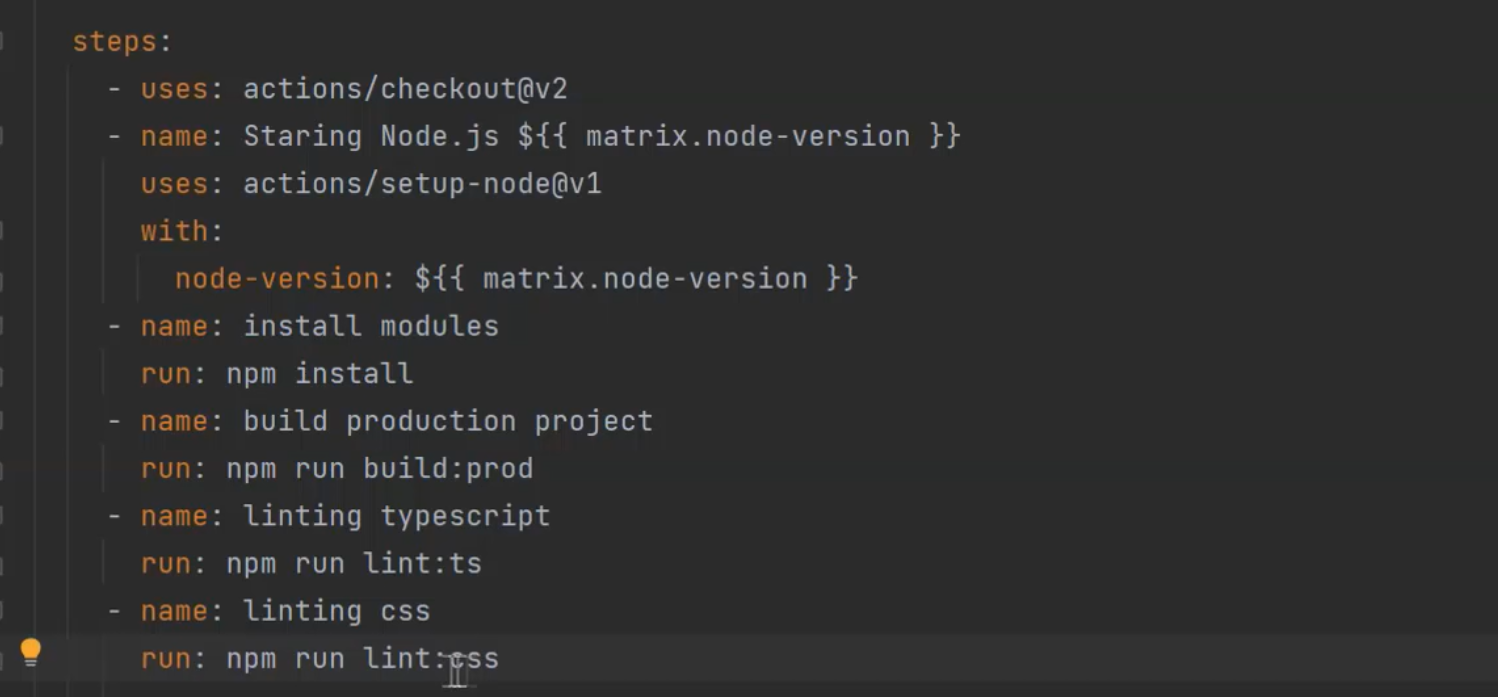 steps:
- uses: actions/checkout@v2
- name: Staring Node.js ${{ matrix.node-version }}
uses: actions/setup-node@v1
with:
node-version: ${{ matrix.node-version }}
- name: install modules
run: npm install
- name: build production project
run: npm run build:prod
- name: linting typescript
run: npm run lint:ts
- name: linting css
run: npm run lint:css